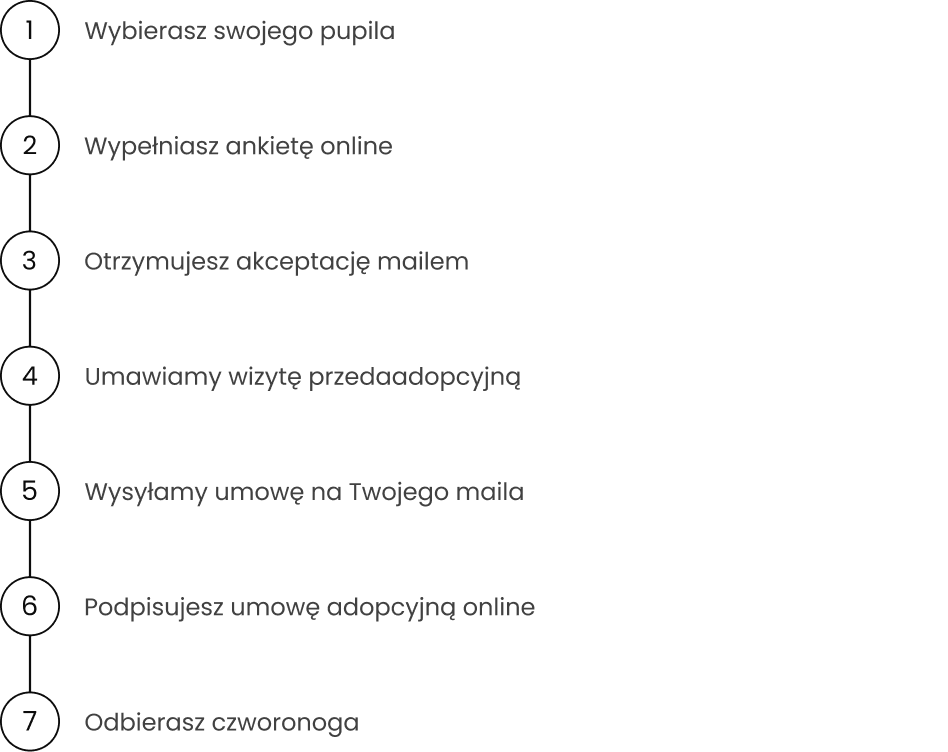 1 Wybierasz swojego pupila
2 Wypełniasz ankietę online
3 Otrzymujesz akceptację mailem
4 Umawiamy wizytę przedaadopcyjną
5 Wysyłamy umowę na Twojego maila
6 Podpisujesz umowę adopcyjną online
7 Odbierasz czworonoga